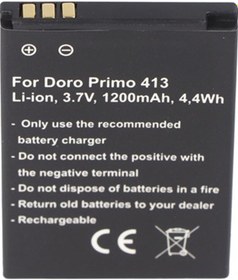 For Doro Primo 413
Li-ion, 3.7V, 1200mAh, 4,4Wh
- Only use the recommended
battery charger
- Do not connect the positive with
the negative terminal
- Do not dispose of batteries in a fire
- Return old batteries to your dealer
- Rechargeable
CE